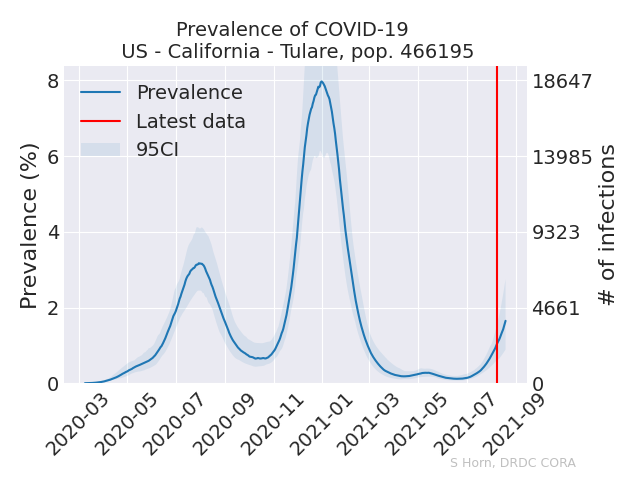 Prevalence of COVID-19
US - California - Tulare, pop. 466195
Prevalence
Latest data
95CI
Prevalence (%)
8
6
4
2
0
18647
13985
9323
4661
0
# of infections
2020-03
2020-05
2020-07
2020-09
2020-11
2021-01
2021-03
2021-05
2021-07
2021-09
S Horn, DRDC CORA